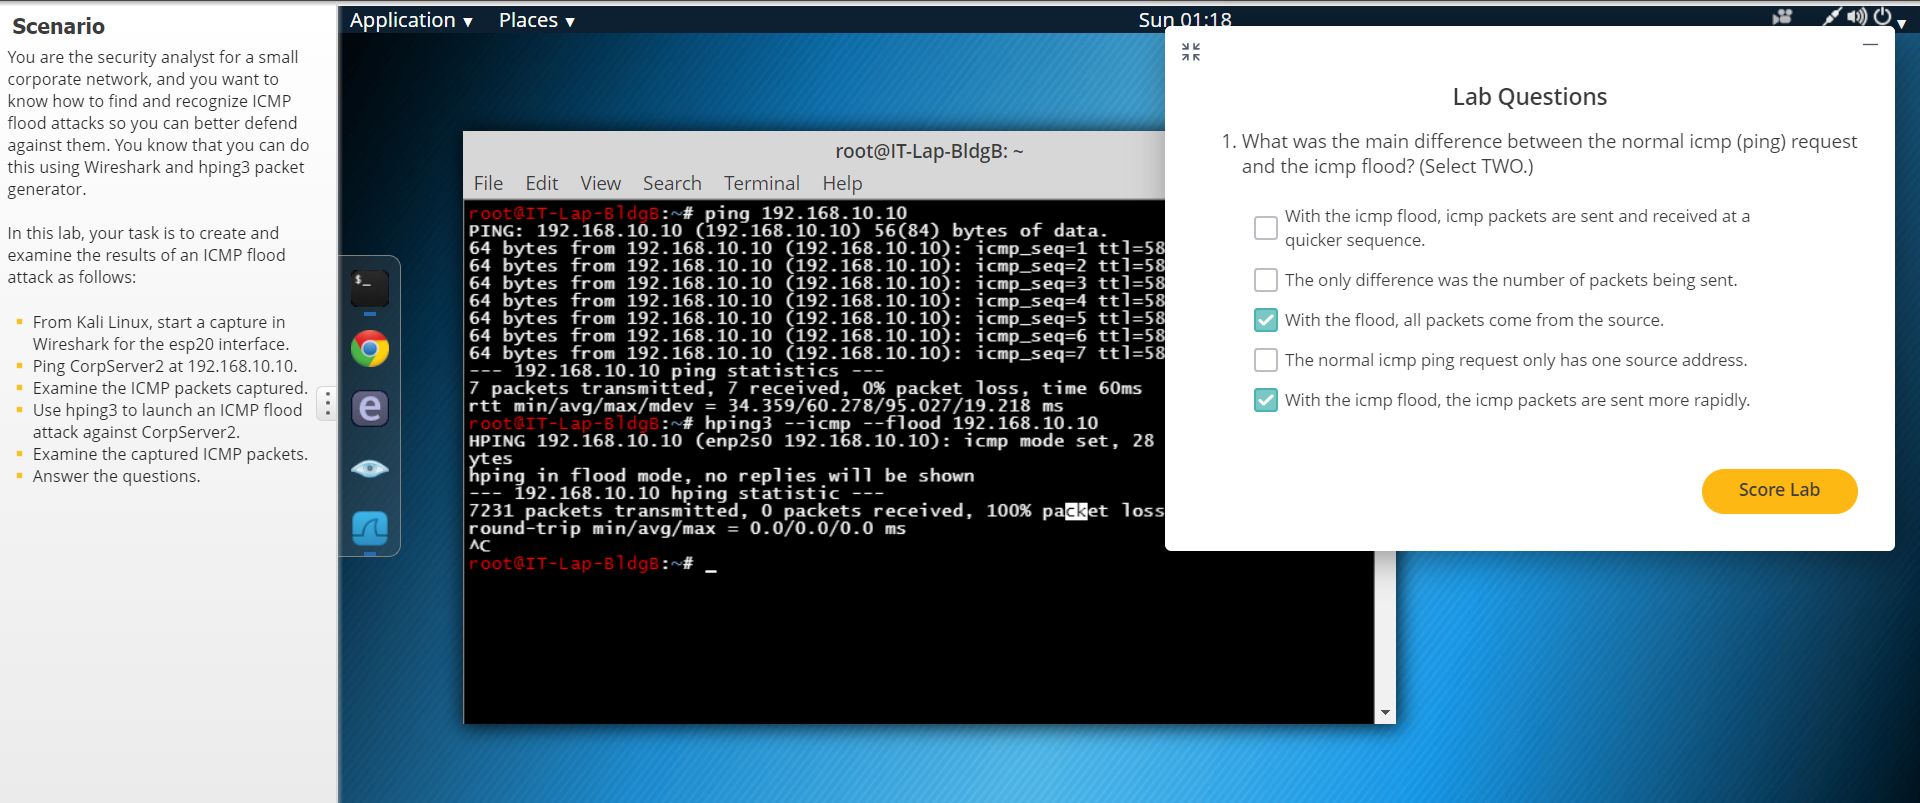 Scenario
You are the security analyst for a small
corporate network, and you want to
know how to find and recognize ICMP
flood attacks so you can better defend
against them. You know that you can do
this using Wireshark and hping3 packet
generator.
In this lab, your task is to create and
examine the results of an ICMP flood
attack as follows:
From Kali Linux, start a capture in
Wireshark for the esp20 interface.
Ping CorpServer2 at 192.168.10.10.
Examine the ICMP packets captured.
Use hping3 to launch an ICMP flood
attack against CorpServer2.
Examine the captured ICMP packets.
Answer the questions.
Application ▾ Places ▾
Sun 01:18
root@IT-Lap-BldgB: ~
File Edit View Search Terminal Help
root@IT-Lap-BldgB:~# ping 192.168.10.10
PING: 192.168.10.10 (192.168.10.10) 56(84) bytes of data.
64 bytes from 192.168.10.10 (192.168.10.10): icmp_seq=1 ttl=58
64 bytes from 192.168.10.10 (192.168.10.10): icmp_seq=2 ttl=58
64 bytes from 192.168.10.10 (192.168.10.10): icmp_seq=3 ttl=58
64 bytes from 192.168.10.10 (192.168.10.10): icmp_seq=4 ttl=58
64 bytes from 192.168.10.10 (192.168.10.10): icmp_seq=5 ttl=58
64 bytes from 192.168.10.10 (192.168.10.10): icmp_seq=6 ttl=58
64 bytes from 192.168.10.10 (192.168.10.10): icmp_seq=7 ttl=58
--- 192.168.10.10 ping statistics ---
7 packets transmitted, 7 received, 0% packet loss, time 60ms
rtt min/avg/max/mdev = 34.359/60.278/95.027/19.218 ms
root@IT-Lap-BldgB:~# hping3 --icmp --flood 192.168.10.10
HPING 192.168.10.10 (enp2s0 192.168.10.10): icmp mode set, 28
ytes
hping in flood mode, no replies will be shown
--- 192.168.10.10 hping statistic ---
7231 packets transmitted, 0 packets received, 100% packet loss
round-trip min/avg/max = 0.0/0.0/0.0 ms
^C
root@IT-Lap-BldgB:~# _
$_
e
Lab Questions
1. What was the main difference between the normal icmp (ping) request
and the icmp flood? (Select TWO.)
With the icmp flood, icmp packets are sent and received at a
quicker sequence.
The only difference was the number of packets being sent.
With the flood, all packets come from the source.
The normal icmp ping request only has one source address.
With the icmp flood, the icmp packets are sent more rapidly.
Score Lab